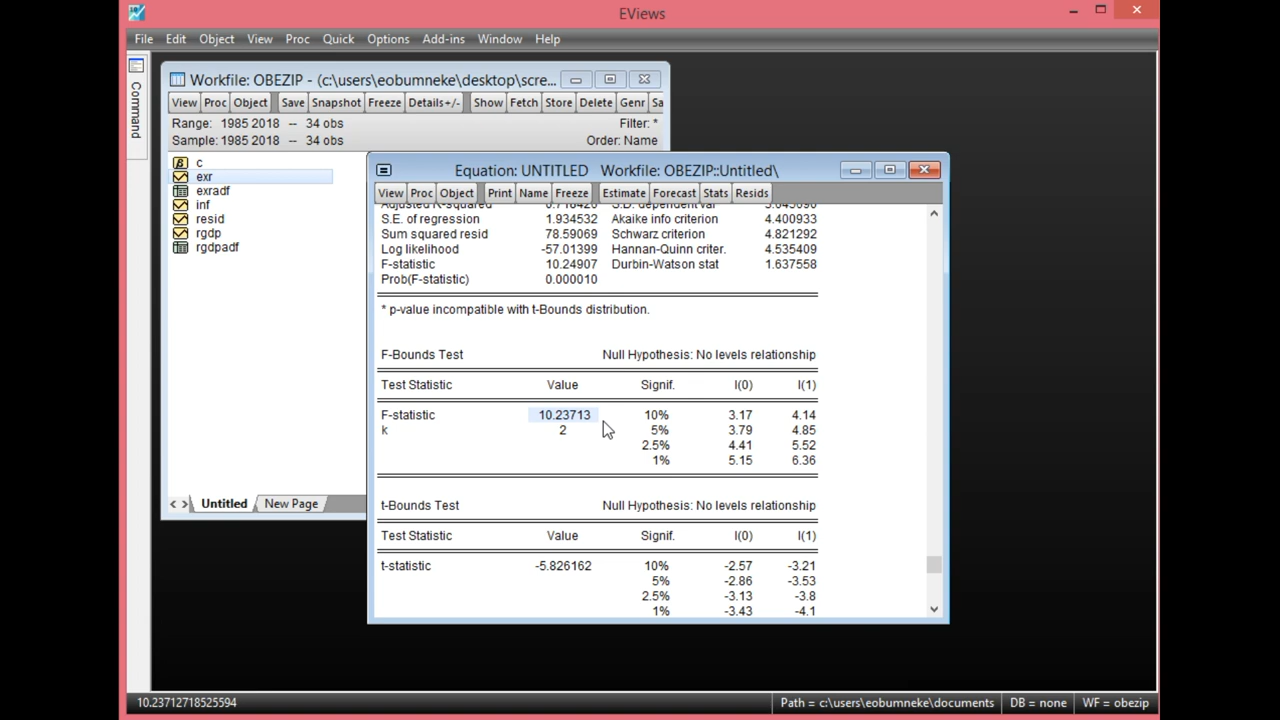 EViews
File Edit Object View Proc Quick Options Add-ins Window Help
Command
Workfile: OBEZIP - (c:\users\eobumneke\desktop\scre...
View Proc Object Save Snapshot Freeze Details+/- Show Fetch Store Delete Genr Sa
Range: 1985 2018 -- 34 obs Filter: *
Sample: 1985 2018 -- 34 obs Order: Name
c
exr
exradf
inf
resid
rgdp
rgdpadf
Untitled New Page
Equation: UNTITLED Workfile: OBEZIP::Untitled\
View Proc Object Print Name Freeze Estimate Forecast Stats Resids
Adjusted R-squared 0.718420 S.D. dependent var
S.E. of regression 1.934532 Akaike info criterion 4.400933
Sum squared resid 78.59069 Schwarz criterion 4.821292
Log likelihood -57.01399 Hannan-Quinn criter. 4.535409
F-statistic 10.24907 Durbin-Watson stat 1.637558
Prob(F-statistic) 0.000010
* p-value incompatible with t-Bounds distribution.
F-Bounds Test Null Hypothesis: No levels relationship
Test Statistic Value Signif. I(0) I(1)
F-statistic 10.23713 10% 3.17 4.14
k 2 5% 3.79 4.85
2.5% 4.41 5.52
1% 5.15 6.36
t-Bounds Test Null Hypothesis: No levels relationship
Test Statistic Value Signif. I(0) I(1)
t-statistic -5.826162 10% -2.57 -3.21
5% -2.86 -3.53
2.5% -3.13 -3.8
1% -3.43 -4.1
10.23712718525594 Path = c:\users\eobumneke\documents DB = none WF = obezip